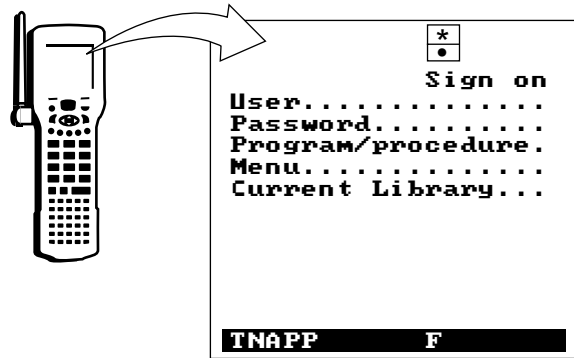 *
•
Sign on
User..............
Password..........
Program/procedure.
Menu..............
Current Library...
TNAPP F